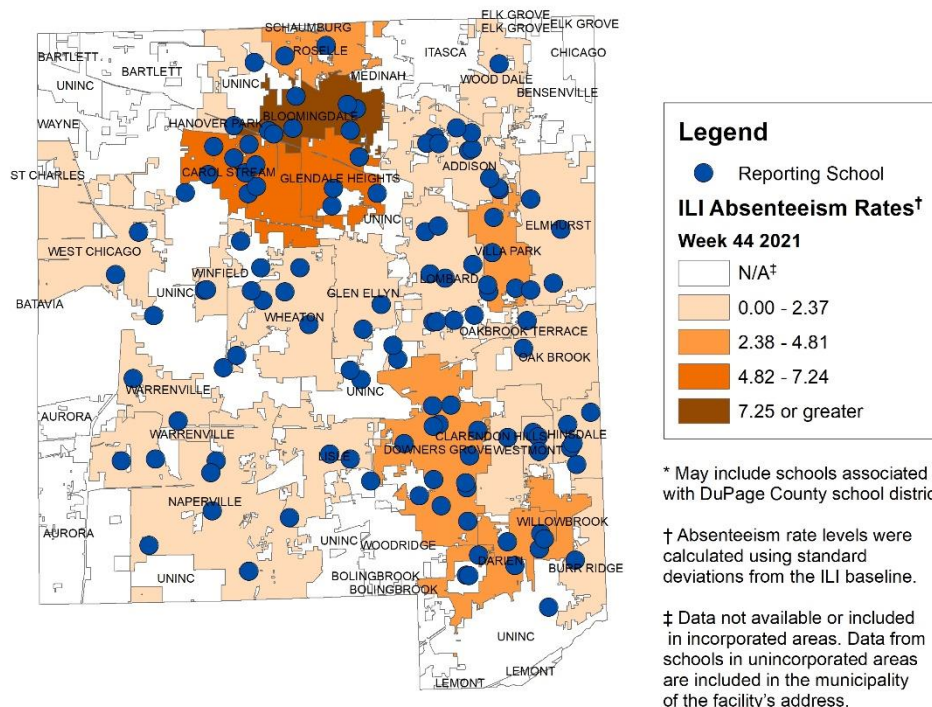 ELK GROVE
ELK GROVE
ELK GROVE
SCHAUMBURG
ROSELLE
BARTLETT
ITASCA
CHICAGO
BARTLETT
MEDINAH
UNINC
UNINC
WOOD DALE
BENSENVILLE
WAYNE
HANOVER PARK
BLOOMINGDALE
ADDISON
ST CHARLES
CAROL STREAM
GLENDALE HEIGHTS
UNINC
ELMHURST
WEST CHICAGO
VILLA PARK
WINFIELD
LOMBARD
BATAVIA
UNINC
GLEN ELLYN
WHEATON
OAKBROOK TERRACE
OAK BROOK
WARRENVILLE
UNINC
AURORA
WARRENVILLE
CLARENDON HILLS
HINSDALE
LISLE
DOWNERS GROVE
WESTMONT
NAPERVILLE
AURORA
UNINC
WOODRIDGE
WILLOWBROOK
DARIEN
UNINC
BOLINGBROOK
BOLINGBROOK
BURR RIDGE
UNINC
LEMONT
LEMONT
Legend
Reporting School
ILI Absenteeism Rates†
Week 44 2021
N/A‡
0.00 - 2.37
2.38 - 4.81
4.82 - 7.24
7.25 or greater
* May include schools associated
with DuPage County school distric
† Absenteeism rate levels were
calculated using standard
deviations from the ILI baseline.
‡ Data not available or included
in incorporated areas. Data from
schools in unincorporated areas
are included in the municipality
of the facility's address.